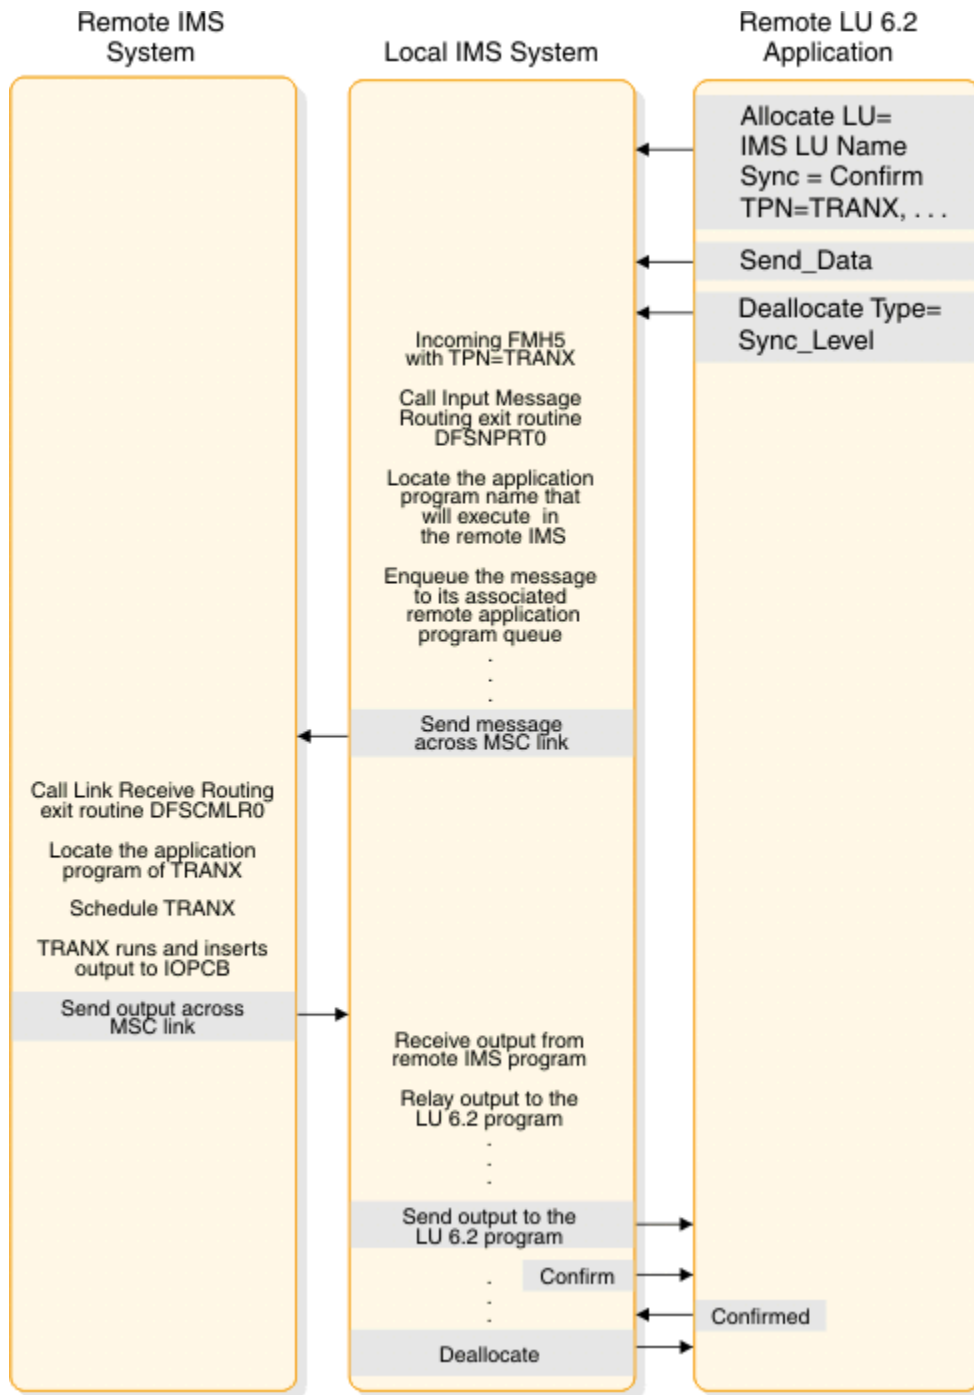 Remote IMS
System
Local IMS System
Remote LU 6.2
Application
Allocate LU=
IMS LU Name
Sync = Confirm
TPN=TRANX, . . .
Send_Data
Deallocate Type=
Sync_Level
Incoming FMH5
with TPN=TRANX
Call Input Message
Routing exit routine
DFSNPRT0
Locate the application
program name that
will execute in
the remote IMS
Enqueue the message
to its associated
remote application
program queue
.
.
.
Send message
across MSC link
Call Link Receive Routing
exit routine DFSCMLR0
Locate the application
program of TRANX
Schedule TRANX
TRANX runs and inserts
output to IOPCB
Send output across
MSC link
Receive output from
remote IMS program
Relay output to the
LU 6.2 program
.
.
.
Send output to the
LU 6.2 program
Confirm
.
.
.
Confirmed
Deallocate